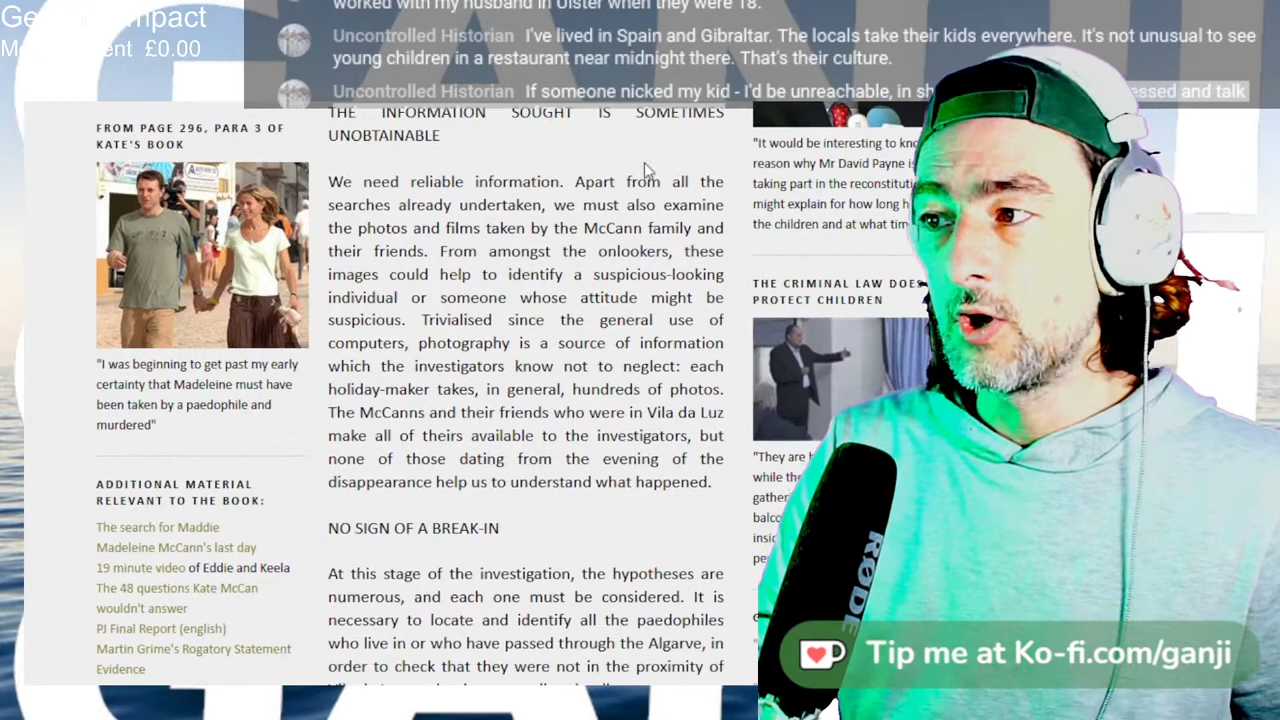 Ge
mpact
Mo
ent £0.00
worked with my husband in Ulster when they were 18.
Uncontrolled Historian I've lived in Spain and Gibraltar. The locals take their kids everywhere. It's not unusual to see
young children in a restaurant near midnight there. That's their culture.
Uncontrolled Historian If someone nicked my kid - I'd be unreachable, in sh
essed and talk
FROM PAGE 296, PARA 3 OF
KATE'S BOOK
"I was beginning to get past my early
certainty that Madeleine must have
been taken by a paedophile and
murdered"
ADDITIONAL MATERIAL
RELEVANT TO THE BOOK:
The search for Maddie
Madeleine McCann's last day
19 minute video of Eddie and Keela
The 48 questions Kate McCan
wouldn't answer
PJ Final Report (english)
Martin Grime's Rogatory Statement
Evidence
THE INFORMATION SOUGHT IS SOMETIMES
UNOBTAINABLE
We need reliable information. Apart from all the
searches already undertaken, we must also examine
the photos and films taken by the McCann family and
their friends. From amongst the onlookers, these
images could help to identify a suspicious-looking
individual or someone whose attitude might be
suspicious. Trivialised since the general use of
computers, photography is a source of information
which the investigators know not to neglect: each
holiday-maker takes, in general, hundreds of photos.
The McCanns and their friends who were in Vila da Luz
make all of theirs available to the investigators, but
none of those dating from the evening of the
disappearance help us to understand what happened.
NO SIGN OF A BREAK-IN
At this stage of the investigation, the hypotheses are
numerous, and each one must be considered. It is
necessary to locate and identify all the paedophiles
who live in or who have passed through the Algarve, in
order to check that they were not in the proximity of
"It would be interesting to kno
reason why Mr David Payne is
taking part in the reconstituti
might explain for how long h
the children and at what tim
THE CRIMINAL LAW DOES
PROTECT CHILDREN
"They are h
while the
gather
balco
insi
pe
RØDE
Tip me at Ko-fi.com/ganji